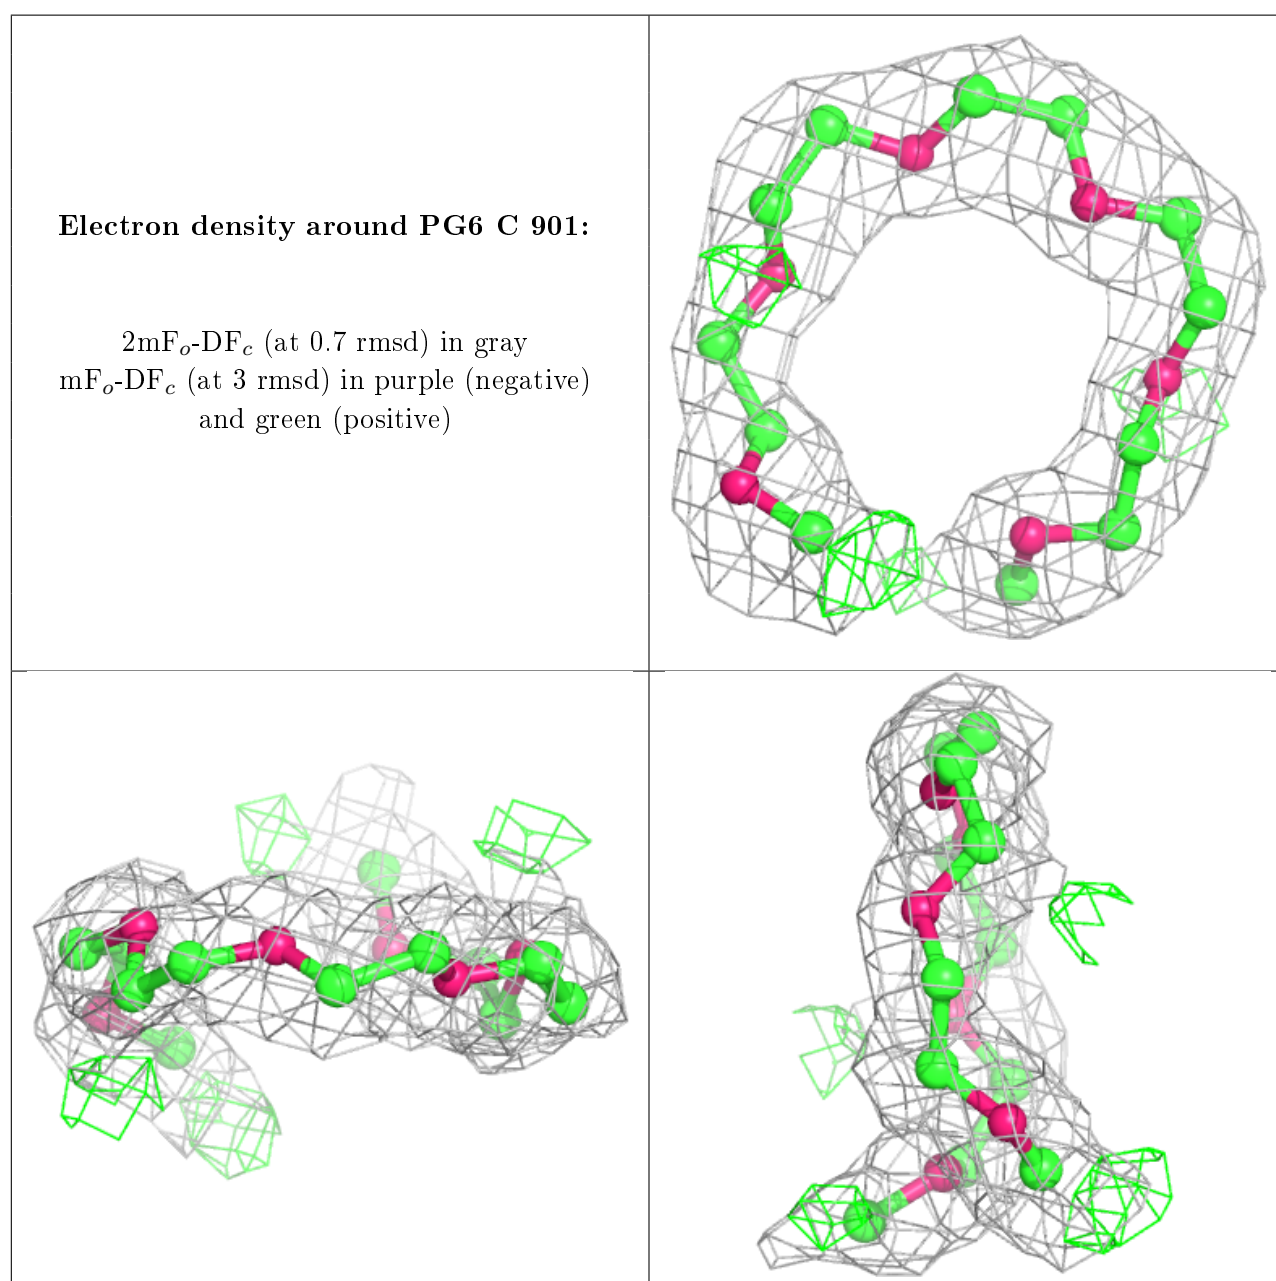 Electron density around PG6 C 901:
2mFo-DFc (at 0.7 rmsd) in gray
mFo-DFc (at 3 rmsd) in purple (negative)
and green (positive)